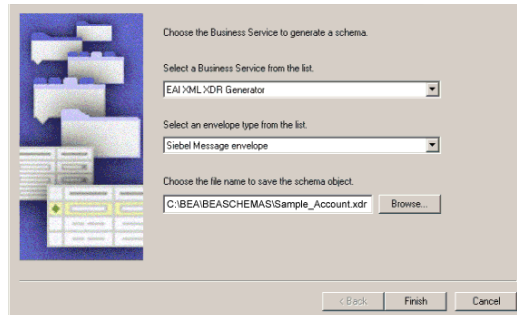 Choose the Business Service to generate a schema.
Select a Business Service from the list.
EAI XML XDR Generator
Select an envelope type from the list.
Siebel Message envelope
Choose the file name to save the schema object.
C:\BEA\BEASCHEMAS\Sample_Account.xdr Browse...
< Back Finish Cancel